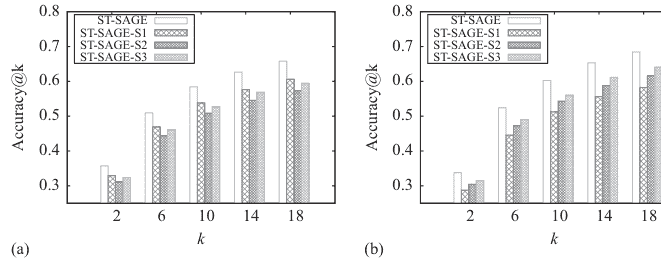 ST-SAGE
ST-SAGE-S1
ST-SAGE-S2
ST-SAGE-S3
Accuracy@k
0.8
0.7
0.6
0.5
0.4
0.3
2 6 10 14 18
k
(a)
ST-SAGE
ST-SAGE-S1
ST-SAGE-S2
ST-SAGE-S3
Accuracy@k
0.8
0.7
0.6
0.5
0.4
0.3
2 6 10 14 18
k
(b)